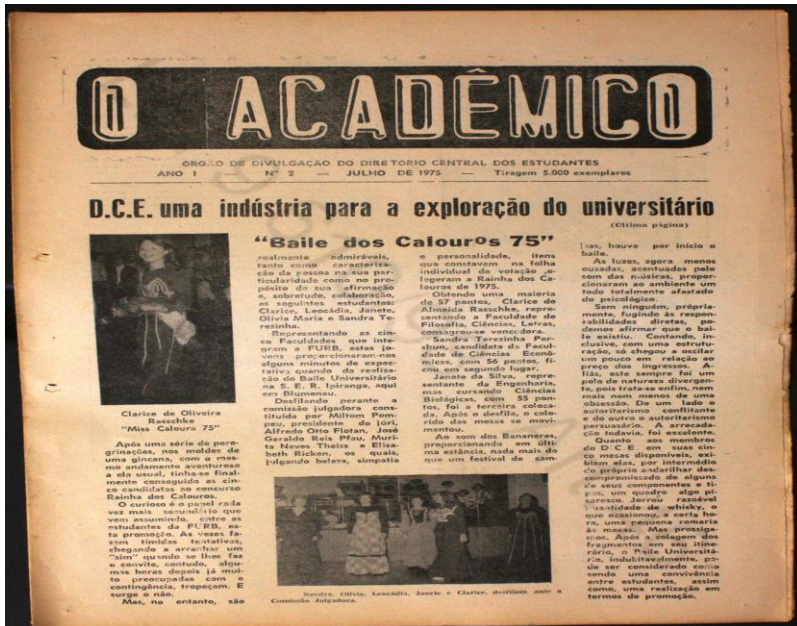 O ACADÊMICO
ORGÃO DE DIVULGAÇÃO DO DIRETORIO CENTRAL DOS ESTUDANTES
ANO I — Nº 2 — JULHO DE 1975 — Tiragem 5.000 exemplares
D.C.E. uma indústria para a exploração do universitário
(Ultima página)
"Baile dos Calouros 75"
Clarice de Oliveira
Rasschke
"Miss Caloura 75"
Após uma série de pere-
grinações, nos moldes de
uma gincana, com o mes-
mo andamento aventuroso
a ela usual, tinha-se final-
mente conseguido as cin-
co candidatas ao concurso
Rainha dos Calouros.
O curioso é o papel cada
vez mais secundário que
vem assumindo, entre as
estudantes da FURB, es-
ta promoção. As vezes fa-
zem timidas tentativas,
chegando a arranhar um
"sim" quando se lhes faz
o convite, contudo, algu-
mas horas depois já mui-
to preocupadas com a
contingência, tropeçam. E
surge o não.
Mas, no entanto, são
realmente admiráveis,
tanto como caracteriza-
ção da pessoa na sua par-
ticularidade como no pro-
pósito de sua afirmação
e, sobretudo, colaboração,
as seguintes estudantes:
Clarice, Leocádia, Janete,
Olivia Maria e Sandra Te-
rezinha.
Representando as cin-
co Faculdades que inte-
gram a FURB, estas jo-
vens proporcionaram-nos
alguns minutos de expec-
tativa quando da realiza-
ção do Baile Universitário
na S. E. R. Ipiranga, aqui
em Blumenau.
Desfilando perante a
comissão julgadora cons-
tituida por Miltom Pom-
peu, presidente do júri,
Alfredo Otto Flotan, José
Geraldo Reis Pfau, Muri-
ta Neves Theiss e Elisa-
beth Ricken, os quais,
julgando beleza, simpatia
e personalidade, itens
que constavam na folha
individual de votação e-
legeram a Rainha dos Ca-
louros de 1975.
Obtendo uma maioria
de 57 pontos, Clarice de
Almeida Rasschke, repre-
sentando a Faculdade de
Filosofia, Ciências, Letras,
consagrou-se vencedora.
Sandra Terezinha Per-
shun, candidata da Facul-
dade de Ciências Econô-
micas, com 56 pontos, fi-
cou em segundo lugar.
Janete da Silva, repre-
sentante da Engenharia,
mas cursando Ciências
Biológicas, com 55 pon-
tos, foi a terceira coloca-
da. Após o desfile, o colo-
rido das mesas se movi-
mentou.
Ao som dos Bananeras,
proporcionando em últi-
ma estância, nada mais do
que um festival de sam-
bas, houve por início o
baile.
As luzes, agora menos
ousadas, acentuadas pelo
som das músicas, propor-
cionaram ao ambiente um
todo totalmente afastado
do psicológico.
Sem ninguém, própria-
mente, fugindo às respon-
sabilidades diretas, po-
demos afirmar que o bai-
le existiu. Contando, in-
clusive, com uma estrutu-
ração, só chegou a oscilar
um pouco em relação ao
preço dos ingressos. A-
liás, este sempre foi um
pelo de natureza divergen-
te, pois trata-se enfim, nem
mais nem menos de uma
obsessão. De um lado o
autoritarismo conflitante
e do outro o autoritarismo
persuasório. A arrecada-
ção todavia, foi excelente.
Quanto aos membros
do D C E em suas cin-
co mesas disponíveis, exi-
biam elas, por intermédio
do próprio andarilhar des-
compromissado de alguns
de seus componentes e ti-
pos, um quadro algo pi-
caresco. Jorrou razoável
quantidade de whisky, o
que ocasionou, a certa ho-
ra, uma pequena romaria
às mesas. Mas prossiga-
mos. Após a colagem dos
fragmentos em seu itine-
rário, o Baile Universitá-
rio, indubitavelmente, po-
de ser considerado como
sendo uma convivência
entre estudantes, assim
como, uma realização em
termos de promoção.
Sandra, Olivia, Leocádia, Janete e Clarice, desfilam ante a
Comissão Julgadora.